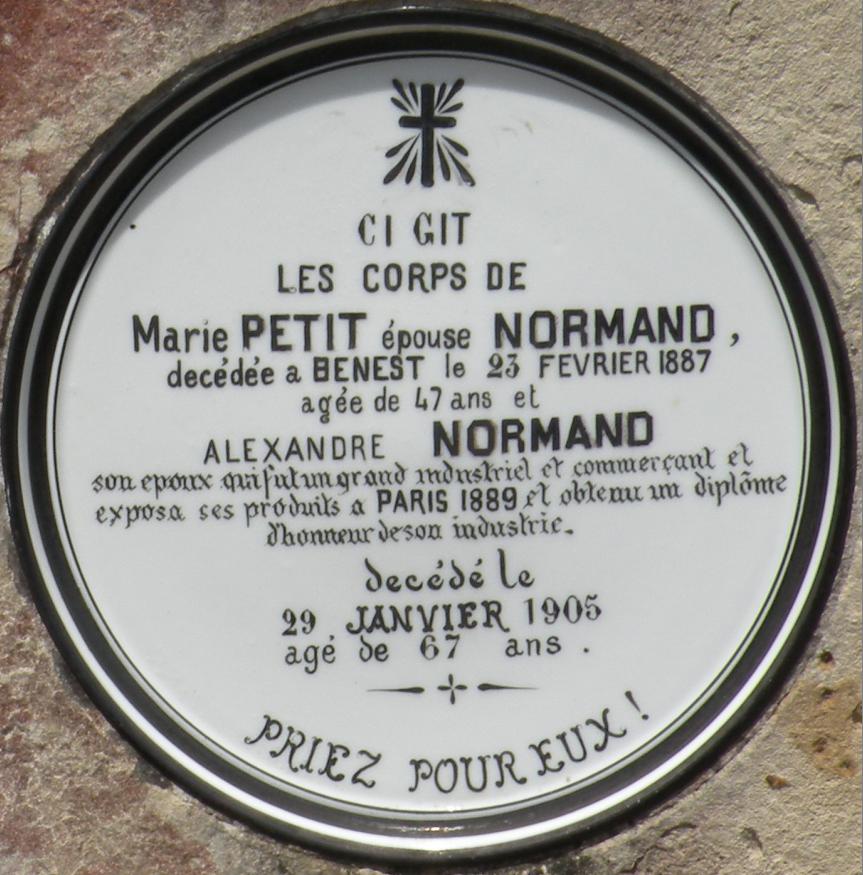 CI GIT
LES CORPS DE
Marie PETIT épouse NORMAND,
decédée a BENEST le 23 FEVRIER 1887
agée de 47 ans et
ALEXANDRE NORMAND
son epoux qui fut un grand industriel et commerçant et
exposa ses produits a PARIS 1889 et obtenu un diplôme
d'honneur de son industrie.
decédé le
29 JANVIER 1905
agé de 67 ans.
PRIEZ POUR EUX!